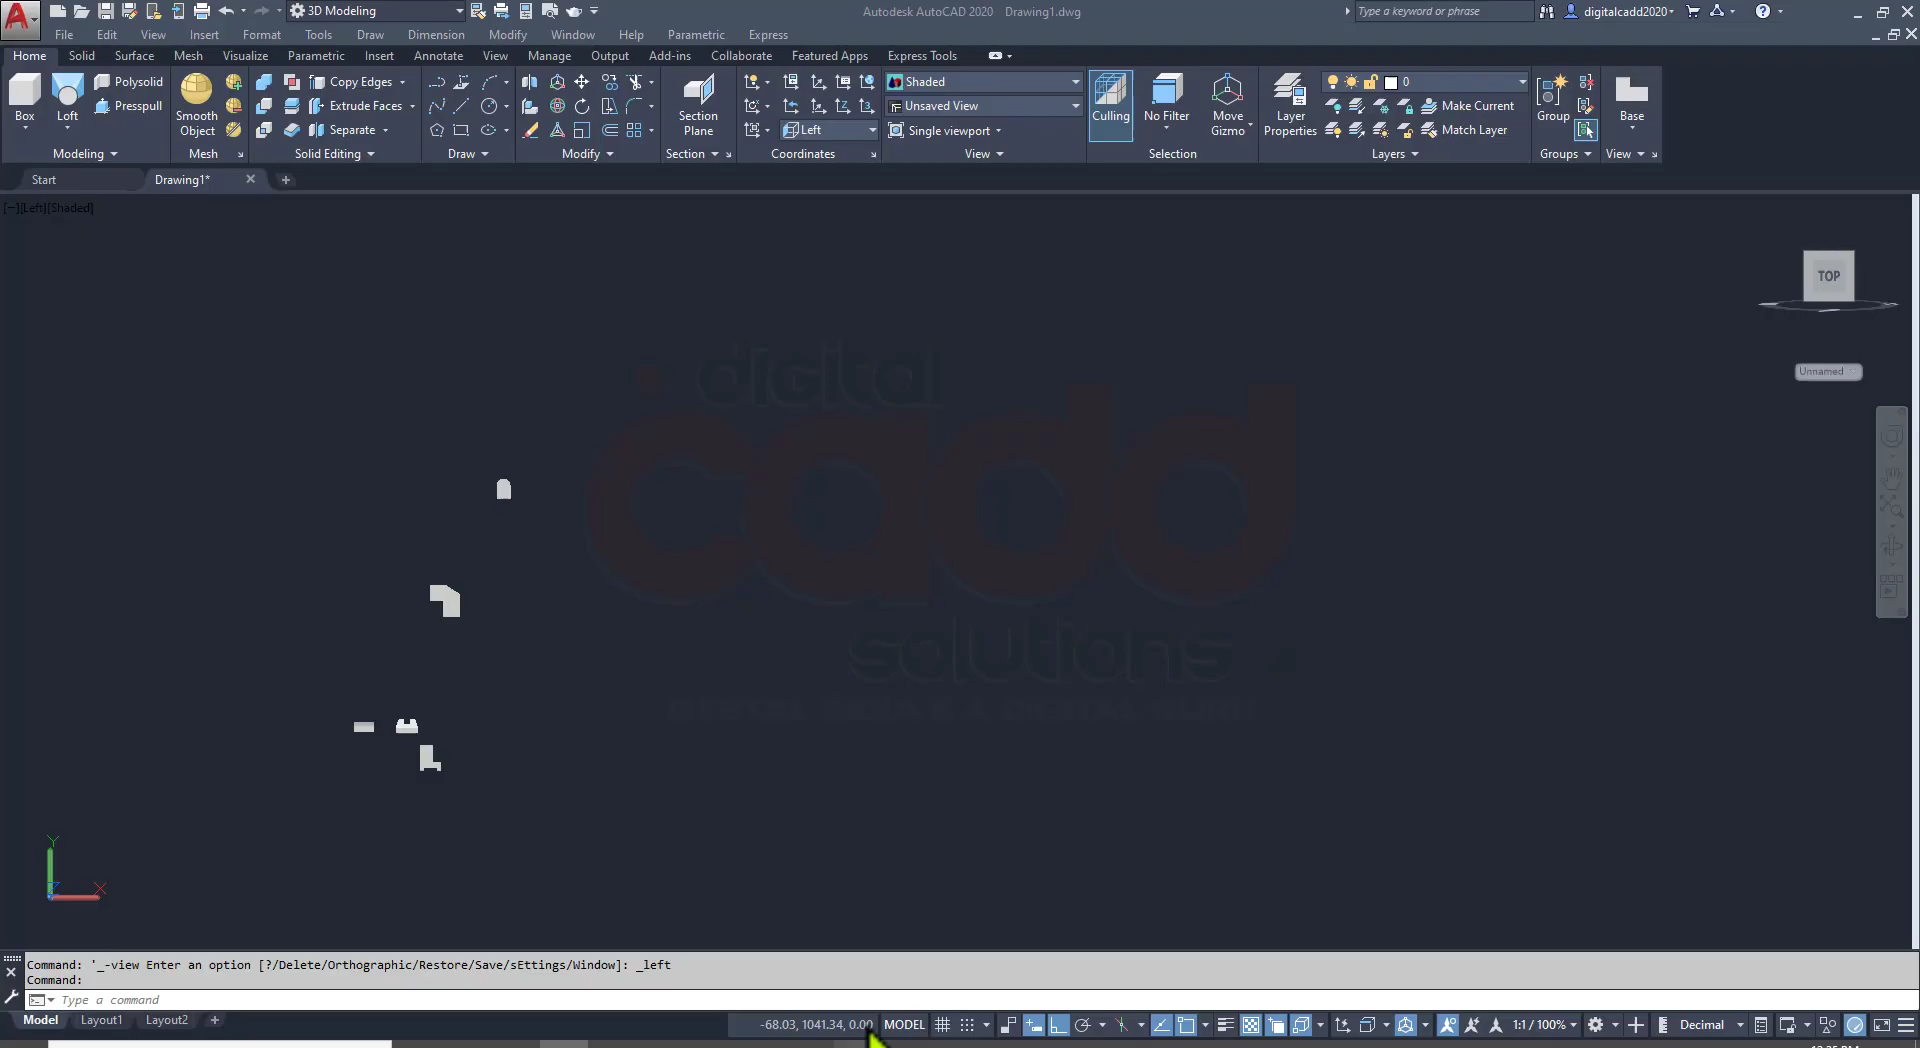 3D Modeling
Autodesk AutoCAD 2020 Drawing1.dwg
Type a keyword or phrase
digitalcadd2020
File Edit View Insert Format Tools Draw Dimension Modify Window Help Parametric Express
Home Solid Surface Mesh Visualize Parametric Insert Annotate View Manage Output Add-ins Collaborate Featured Apps Express Tools
Box
Loft
Polysolid
Presspull
Modeling
Smooth
Object
Mesh
Copy Edges
Extrude Faces
Separate
Solid Editing
Draw
Modify
Section
Plane
Section
Left
Coordinates
Shaded
Unsaved View
Single viewport
View
Culling
No Filter
Move
Gizmo
Selection
Layer
Properties
0
Make Current
Match Layer
Layers
Group
Groups
Base
View
Start
Drawing1*
[−][Left][Shaded]
TOP
Unnamed
digital
cadd
solutions
Y
Z
X
Command: '_-view Enter an option [?/Delete/Orthographic/Restore/Save/sEttings/Window]: _left
Command:
Type a command
Model Layout1 Layout2
-68.03, 1041.34, 0.00 MODEL
1:1 / 100%
Decimal